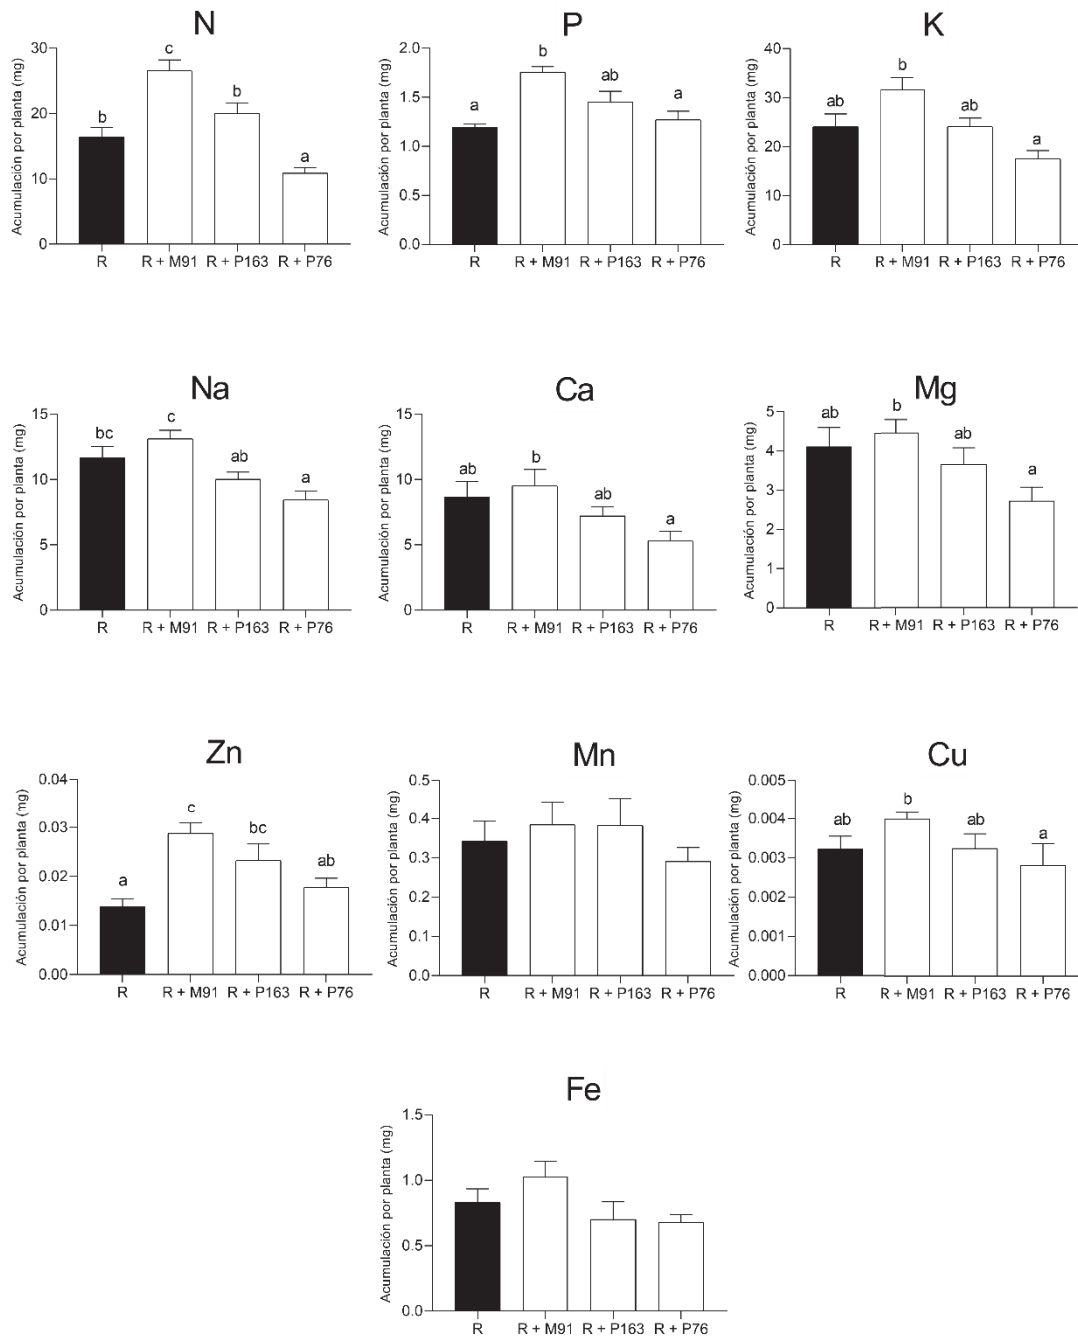 N
Acumulación por planta (mg)
30
20
10
0
b
c
b
a
R
R + M91
R + P163
R + P76
P
Acumulación por planta (mg)
2.0
1.5
1.0
0.5
0.0
a
b
ab
a
R
R + M91
R + P163
R + P76
K
Acumulación por planta (mg)
40
30
20
10
0
ab
b
ab
a
R
R + M91
R + P163
R + P76
Na
Acumulación por planta (mg)
15
10
5
0
bc
c
ab
a
R
R + M91
R + P163
R + P76
Ca
Acumulación por planta (mg)
15
10
5
0
ab
b
ab
a
R
R + M91
R + P163
R + P76
Mg
Acumulación por planta (mg)
5
4
3
2
1
0
ab
b
ab
a
R
R + M91
R + P163
R + P76
Zn
Acumulación por planta (mg)
0.04
0.03
0.02
0.01
0.00
a
c
bc
ab
R
R + M91
R + P163
R + P76
Mn
Acumulación por planta (mg)
0.5
0.4
0.3
0.2
0.1
0.0
R
R + M91
R + P163
R + P76
Cu
Acumulación por planta (mg)
0.005
0.004
0.003
0.002
0.001
0.000
ab
b
ab
a
R
R + M91
R + P163
R + P76
Fe
Acumulación por planta (mg)
1.5
1.0
0.5
0.0
R
R + M91
R + P163
R + P76